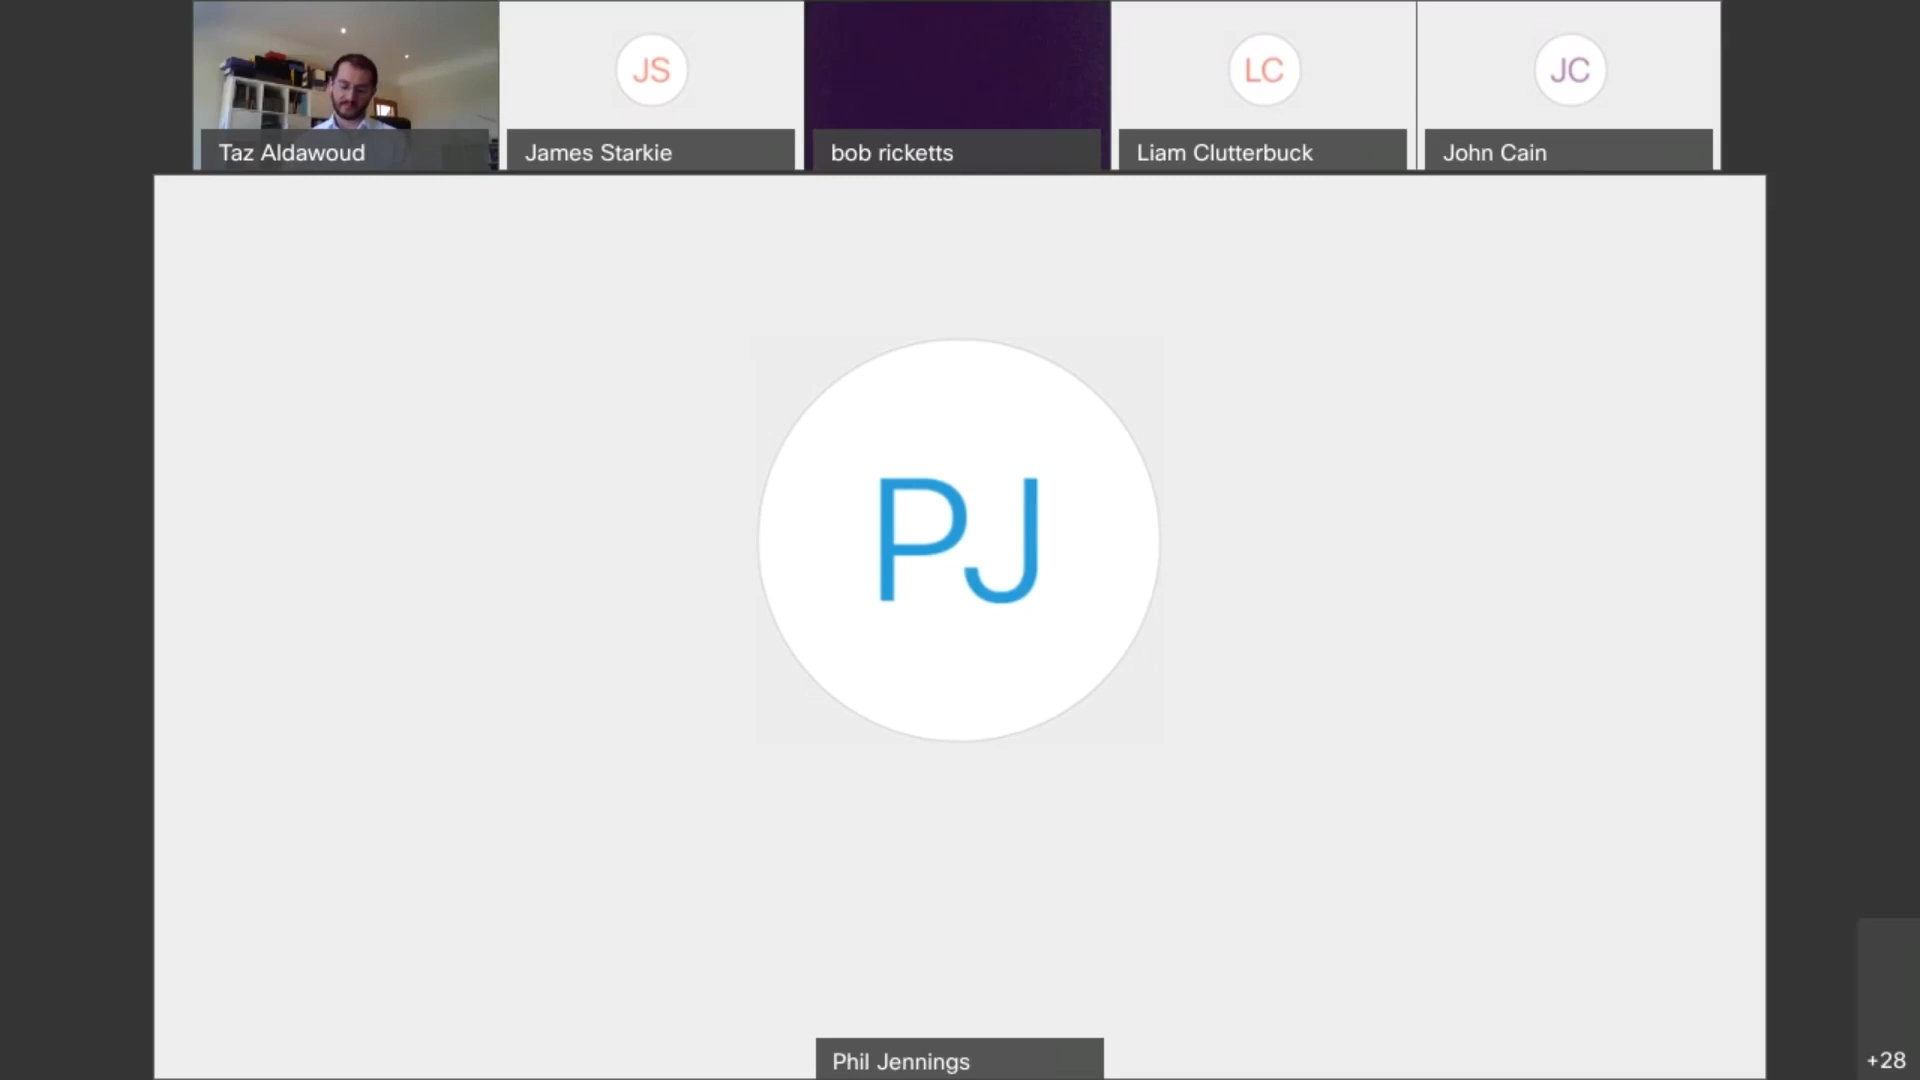 JS
LC
JC
Taz Aldawoud
James Starkie
bob ricketts
Liam Clutterbuck
John Cain
PJ
Phil Jennings
+28